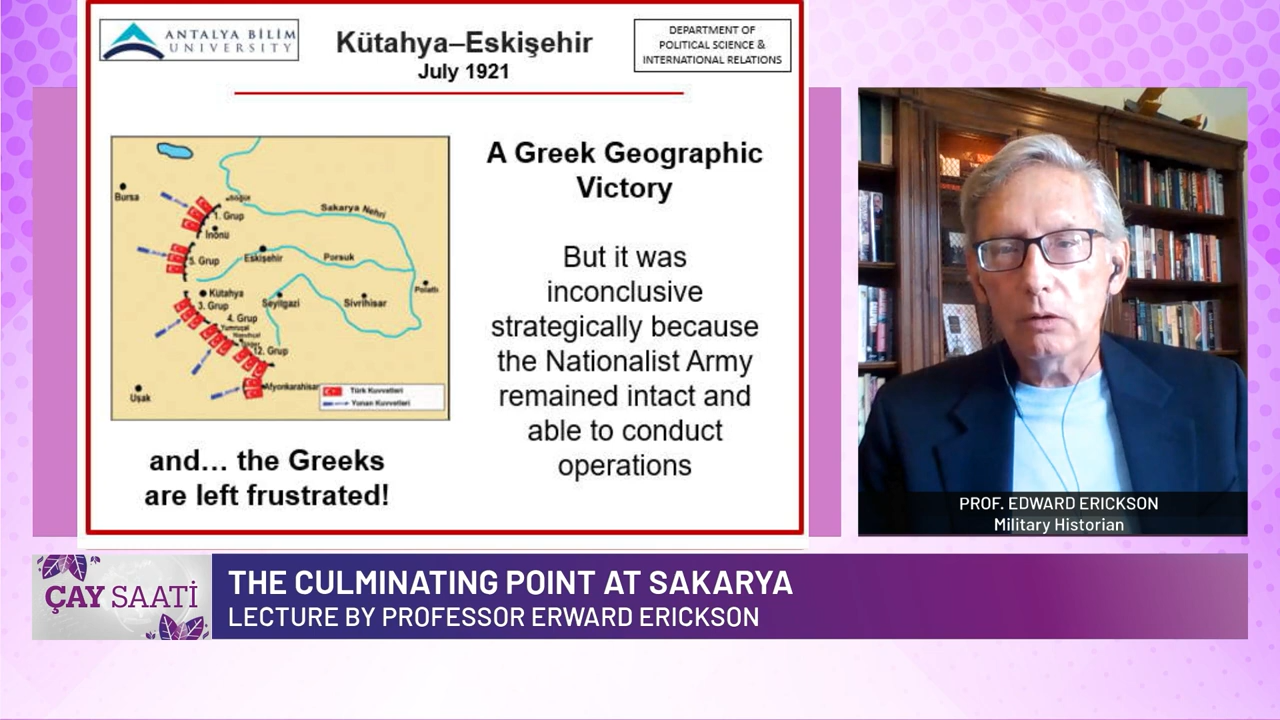 ANTALYA BİLİM
UNIVERSITY
Kütahya–Eskişehir
July 1921
DEPARTMENT OF
POLITICAL SCIENCE &
INTERNATIONAL RELATIONS
Bursa
Sakarya Nehri
1. Grup
İnönü
5. Grup
Eskişehir
Porsuk
Polatlı
Kütahya
3. Grup
Seyitgazi
Sivrihisar
4. Grup
12. Grup
Afyonkarahisar
Uşak
Türk Kuvvetleri
Yunan Kuvvetleri
A Greek Geographic
Victory
But it was
inconclusive
strategically because
the Nationalist Army
remained intact and
able to conduct
operations
and… the Greeks
are left frustrated!
PROF. EDWARD ERICKSON
Military Historian
ÇAY SAATİ
THE CULMINATING POINT AT SAKARYA
LECTURE BY PROFESSOR ERWARD ERICKSON